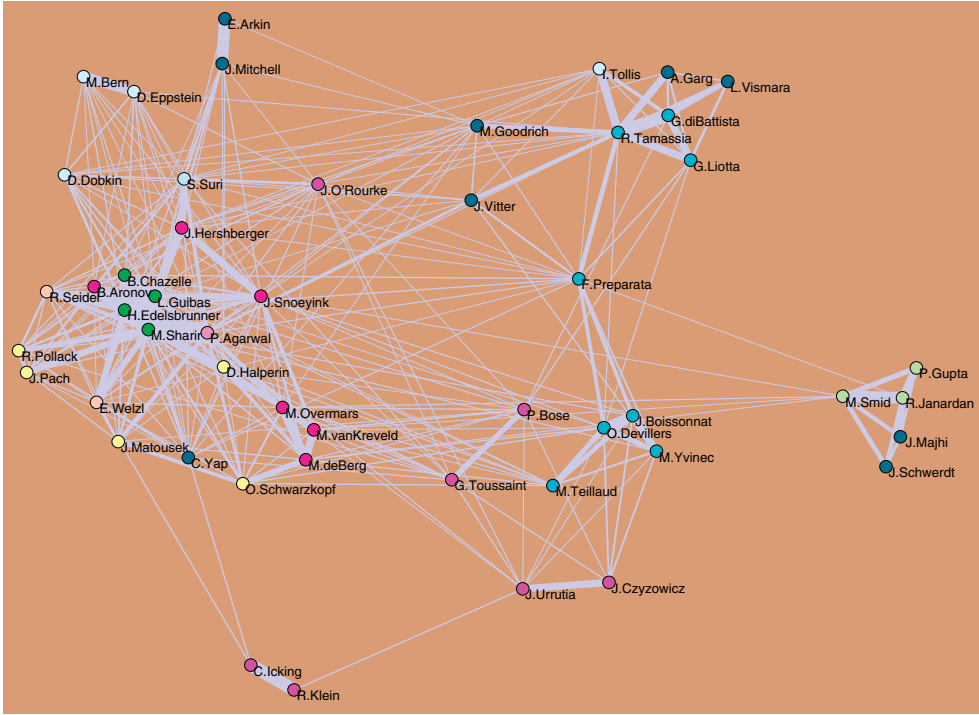 E.Arkin
J.Mitchell
I.Tollis
A.Garg
L.Vismara
M.Bern
D.Eppstein
G.diBattista
M.Goodrich
R.Tamassia
G.Liotta
D.Dobkin
S.Suri
J.O'Rourke
J.Vitter
J.Hershberger
B.Chazelle
F.Preparata
R.Seidel
B.Aronov
L.Guibas
J.Snoeyink
H.Edelsbrunner
M.Sharir
P.Agarwal
R.Pollack
J.Pach
D.Halperin
P.Gupta
E.Welzl
M.Overmars
P.Bose
M.Smid
R.Janardan
J.Boissonnat
O.Devillers
M.vanKreveld
J.Matousek
J.Majhi
C.Yap
M.deBerg
M.Yvinec
J.Schwerdt
O.Schwarzkopf
G.Toussaint
M.Teillaud
J.Urrutia
J.Czyzowicz
C.Icking
R.Klein